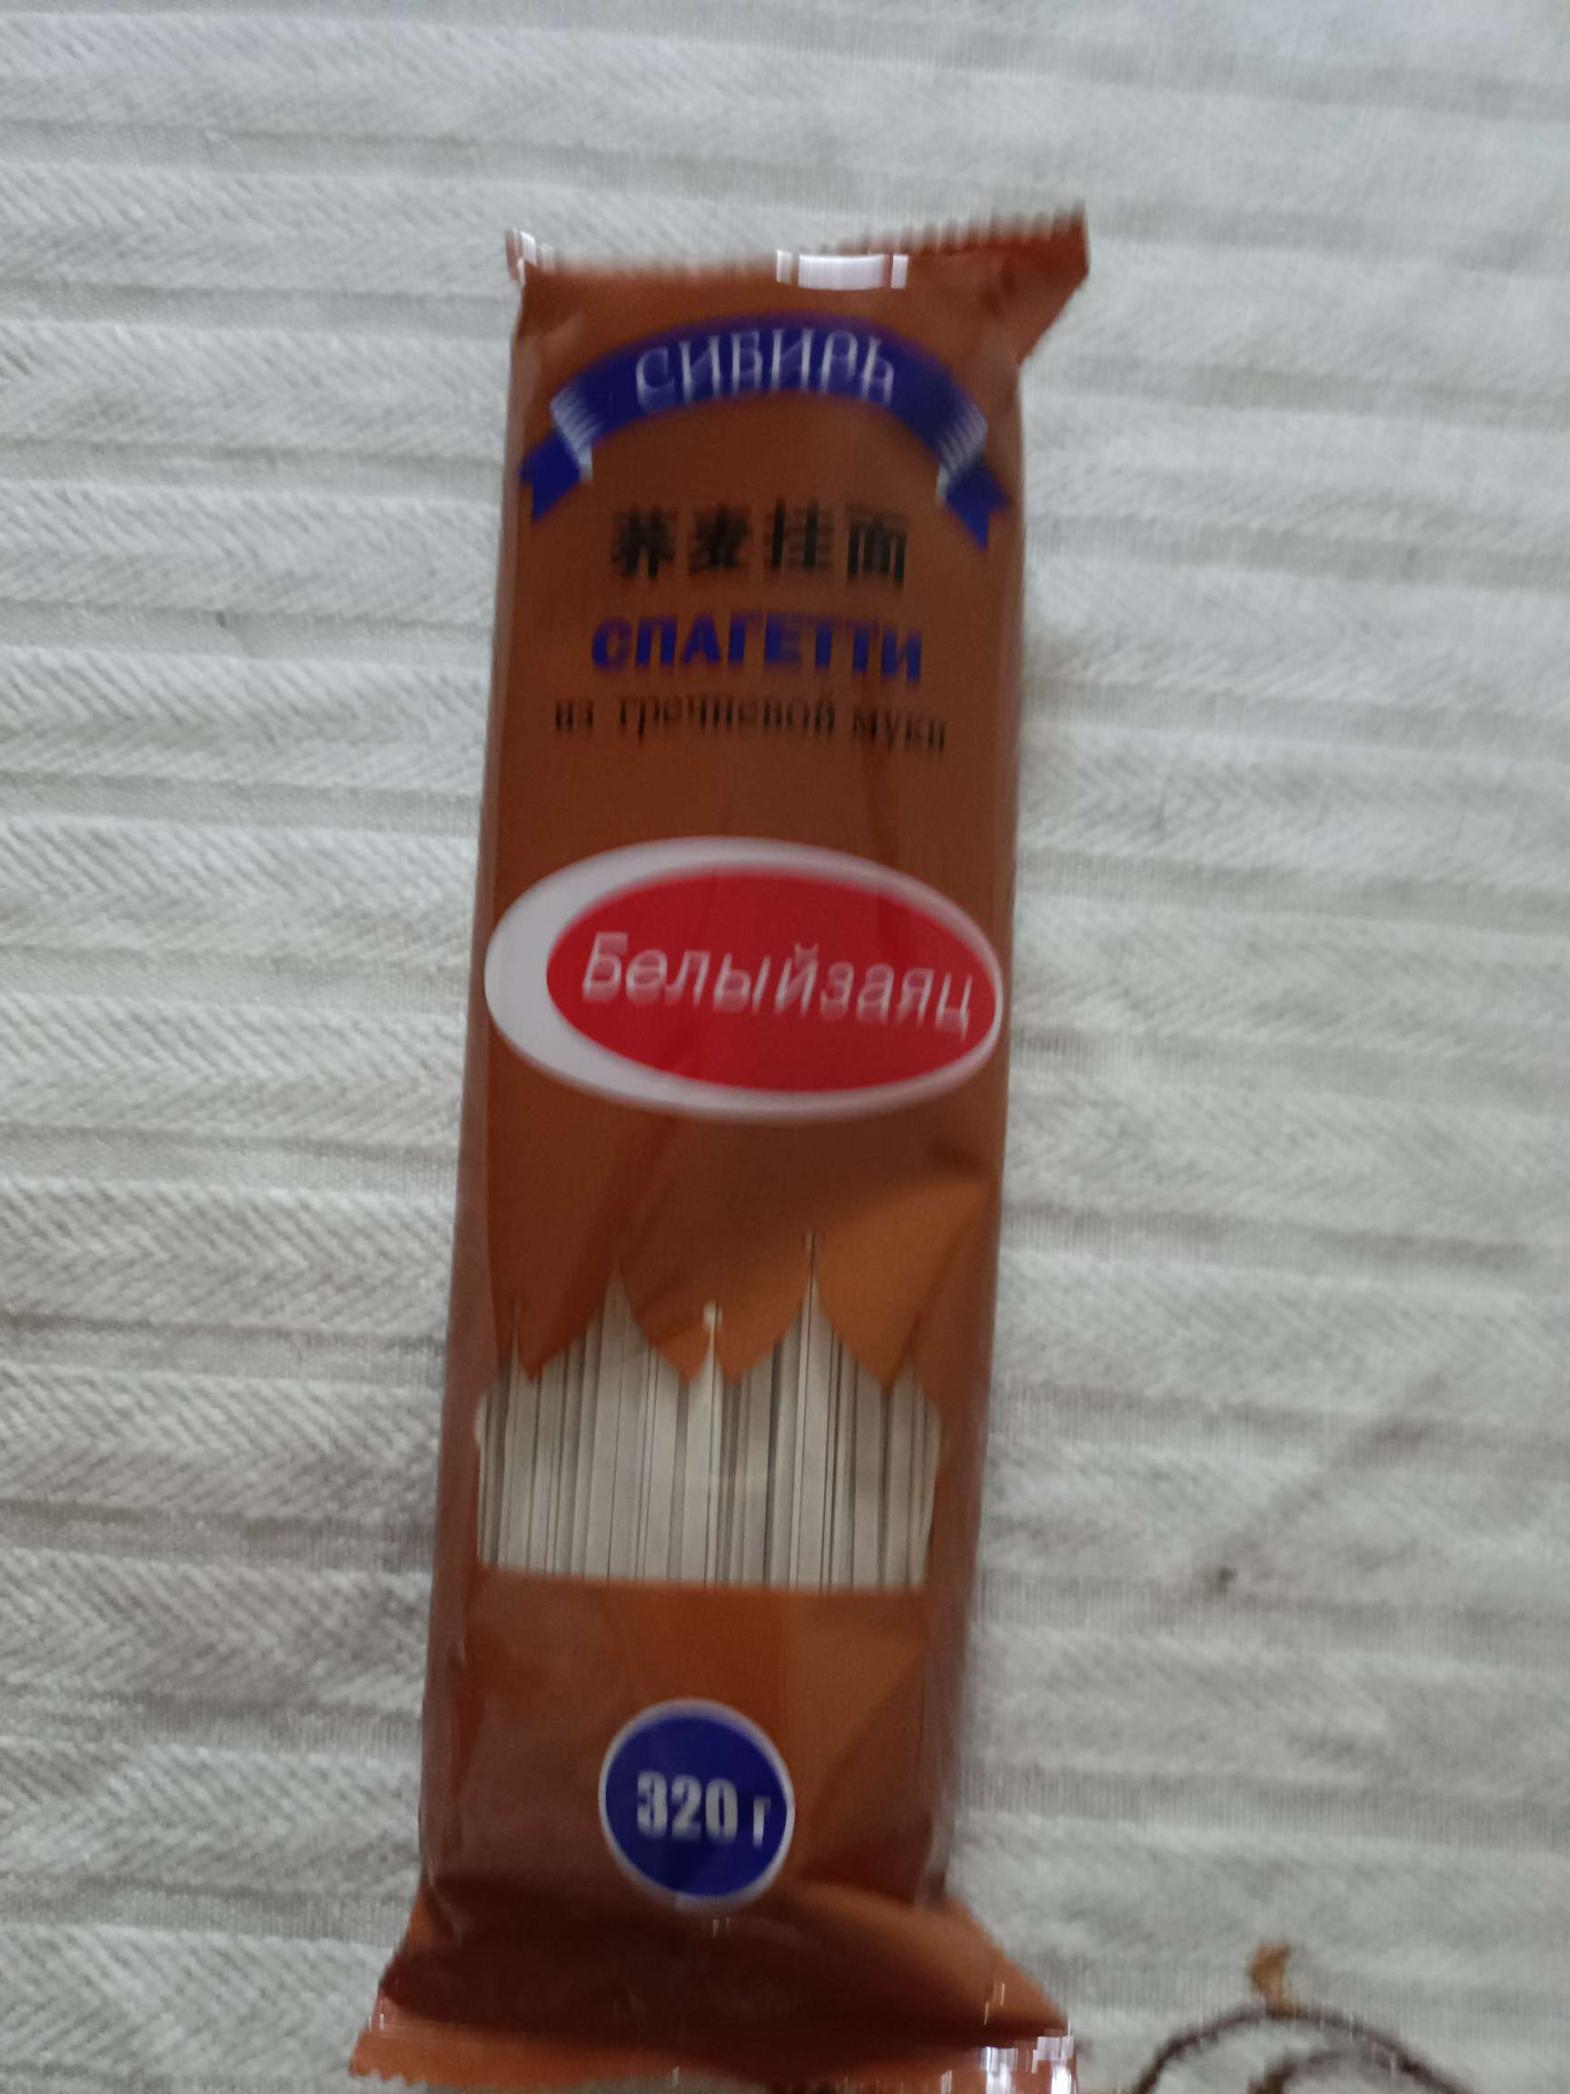 СИБИРЬ
荞麦挂面
СПАГЕТТИ
из гречневой муки
Белыйзаяц
320 г